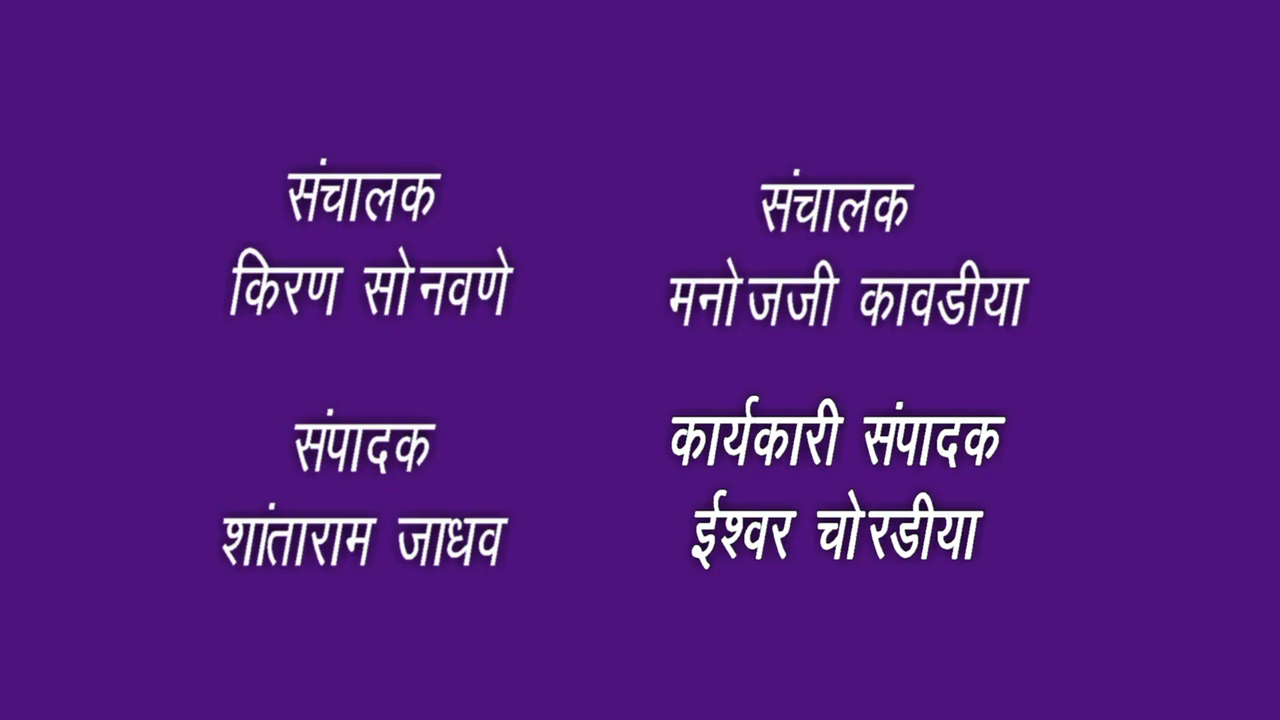 संचालक
किरण सोनवणे
संचालक
मनोजजी कावडीया
संपादक
शांताराम जाधव
कार्यकारी संपादक
ईश्वर चोरडीया